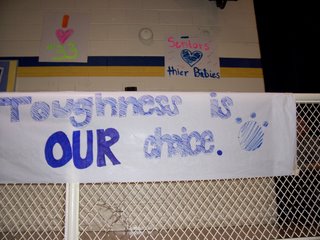 I
Seniors
thier Babies
Toughness is
OUR choice.